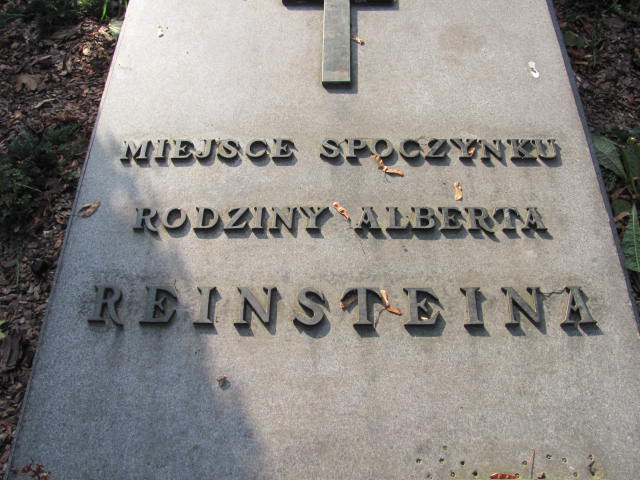 MIEJSCE SPOCZYNKU
RODZINY ALBERTA
REINSTEINA